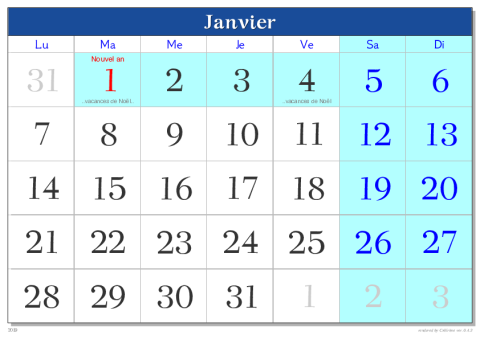 Janvier
Lu Ma Me Je Ve Sa Di
Nouvel an
31 1 2 3 4 5 6
..vacances de Noël.. ..vacances de Noël
7 8 9 10 11 12 13
14 15 16 17 18 19 20
21 22 23 24 25 26 27
28 29 30 31 1 2 3